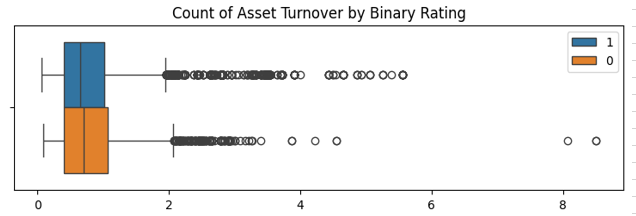 Count of Asset Turnover by Binary Rating
1
0
0 2 4 6 8